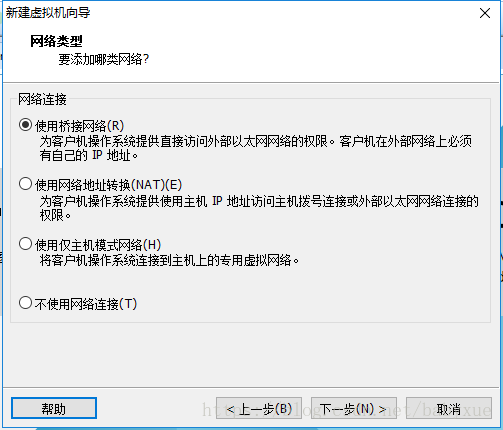 新建虚拟机向导
网络类型
要添加哪类网络?
网络连接
使用桥接网络(R)
为客户机操作系统提供直接访问外部以太网网络的权限。客户机在外部网络上必须
有自己的 IP 地址。
使用网络地址转换(NAT)(E)
为客户机操作系统提供使用主机 IP 地址访问主机拨号连接或外部以太网网络连接的
权限。
使用仅主机模式网络(H)
将客户机操作系统连接到主机上的专用虚拟网络。
不使用网络连接(T)
帮助
< 上一步(B)
下一步(N) >
取消